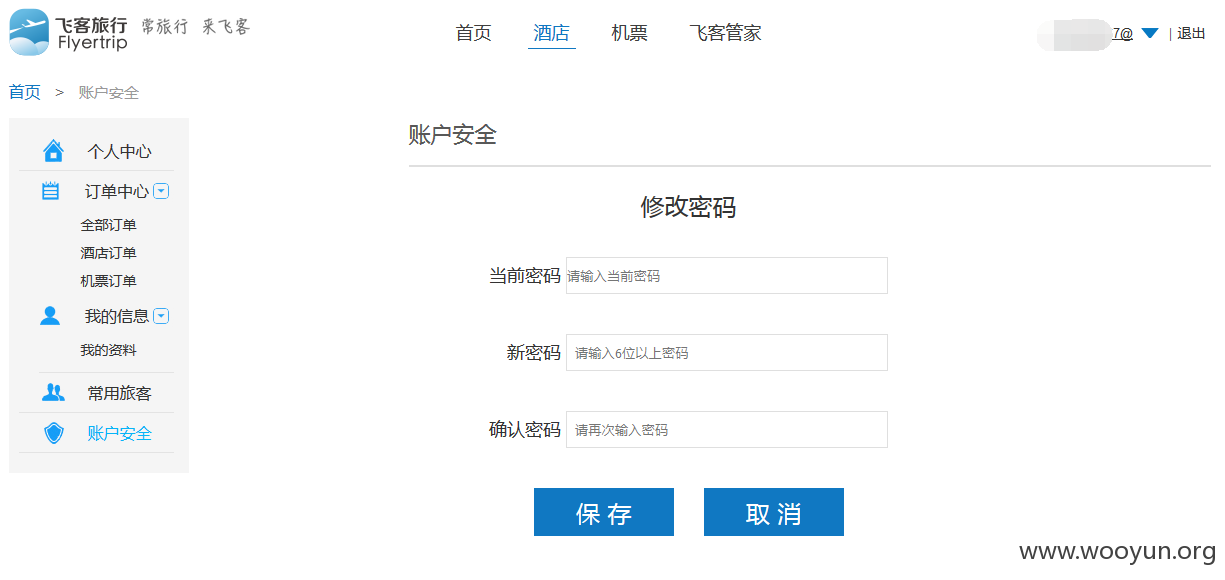 飞客旅行 常旅行 来飞客
Flyertrip
首页 酒店 机票 飞客管家
7@ | 退出
首页 > 账户安全
个人中心
订单中心
全部订单
酒店订单
机票订单
我的信息
我的资料
常用旅客
账户安全
账户安全
修改密码
当前密码 请输入当前密码
新密码 请输入6位以上密码
确认密码 请再次输入密码
保存 取消
www.wooyun.org